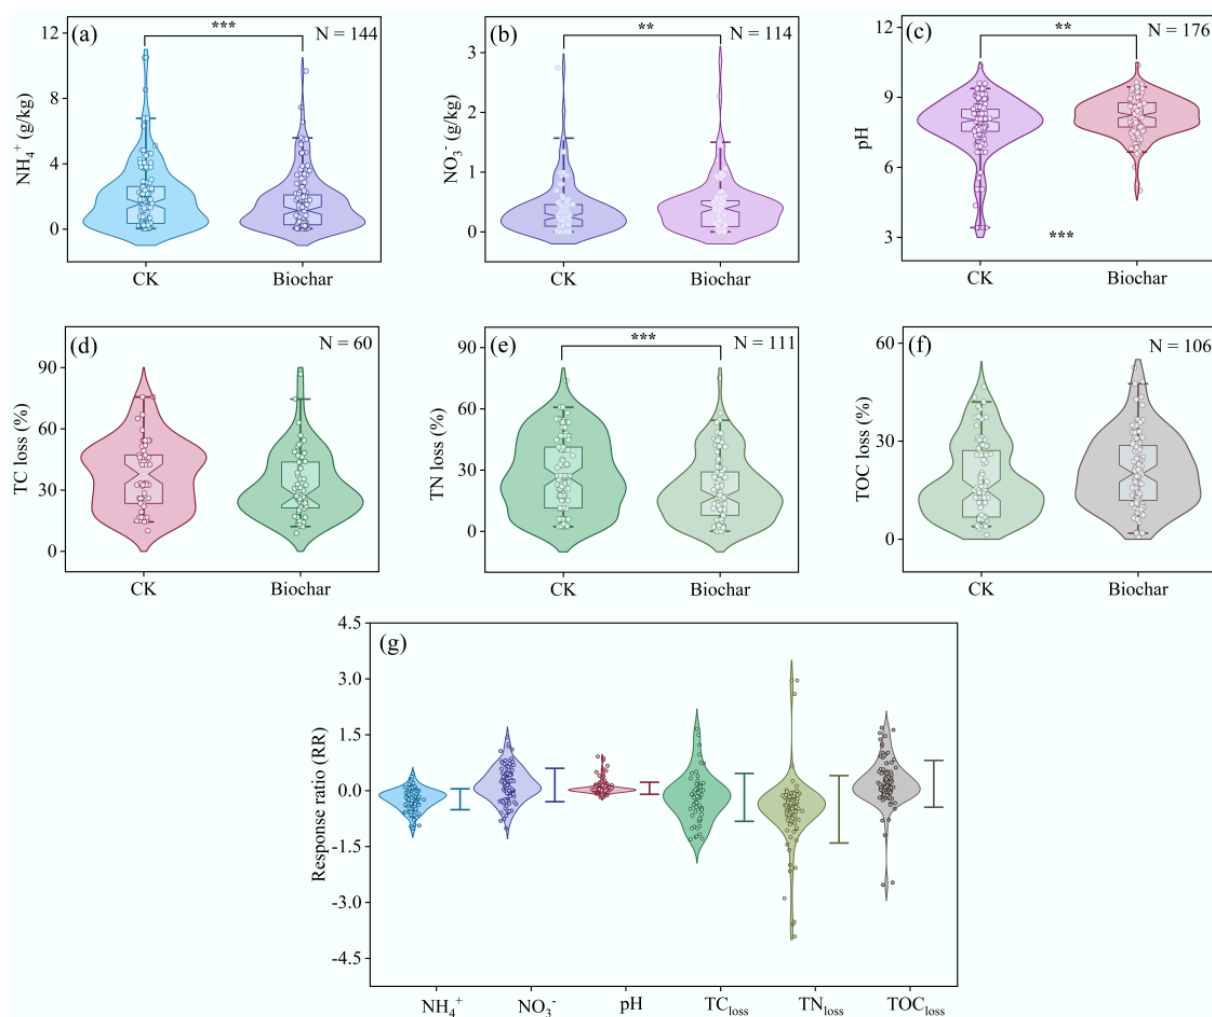 (a) *** N = 144
12
8
4
0
NH₄⁺ (g/kg)
CK Biochar
(b) ** N = 114
3
2
1
0
NO₃⁻ (g/kg)
CK Biochar
(c) ** N = 176
12
9
6
3
pH
***
CK Biochar
(d) N = 60
90
60
30
0
TC loss (%)
CK Biochar
(e) *** N = 111
90
60
30
0
TN loss (%)
CK Biochar
(f) N = 106
60
30
0
TOC loss (%)
CK Biochar
(g)
4.5
3.0
1.5
0.0
-1.5
-3.0
-4.5
Response ratio (RR)
NH₄⁺ NO₃⁻ pH TC_loss TN_loss TOC_loss